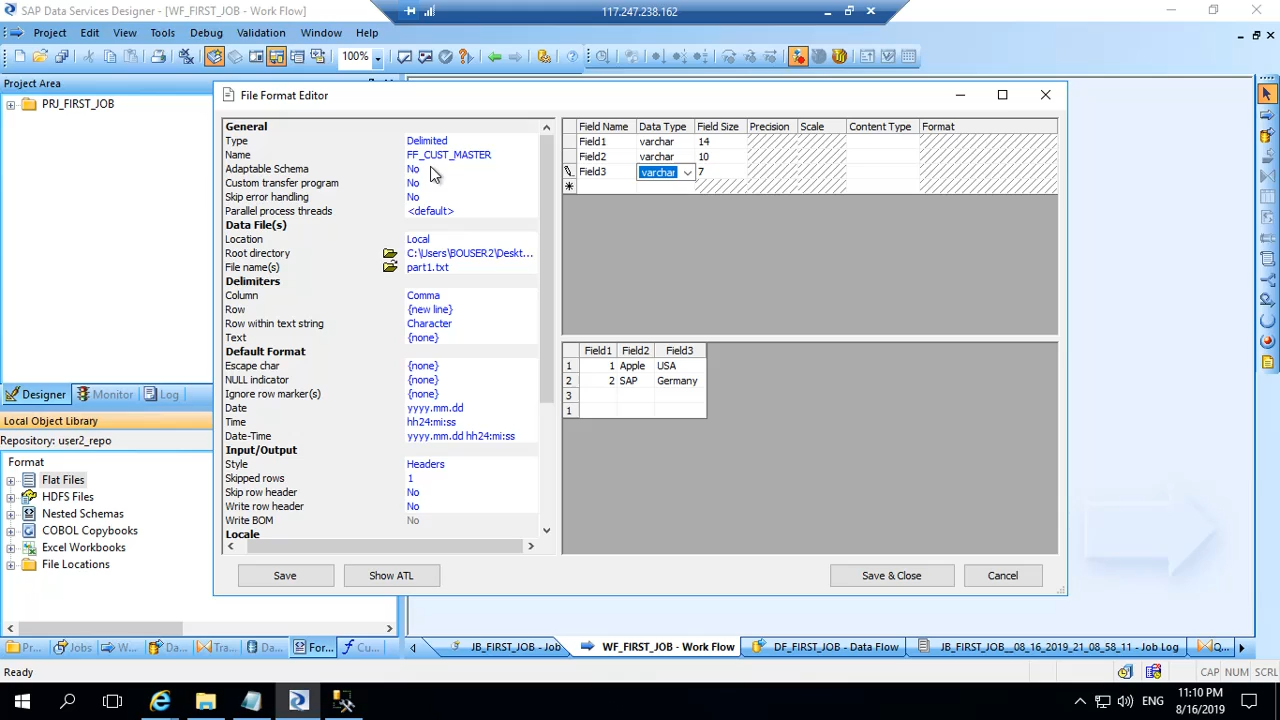 SAP Data Services Designer - [WF_FIRST_JOB - Work Flow]
117.247.238.162
Project Edit View Tools Debug Validation Window Help
100%
Project Area
PRJ_FIRST_JOB
Designer Monitor Log
Local Object Library
Repository: user2_repo
Format
Flat Files
HDFS Files
Nested Schemas
COBOL Copybooks
Excel Workbooks
File Locations
File Format Editor
General
Type Delimited
Name FF_CUST_MASTER
Adaptable Schema No
Custom transfer program No
Skip error handling No
Parallel process threads <default>
Data File(s)
Location Local
Root directory C:\Users\BOUSER2\Deskt...
File name(s) part1.txt
Delimiters
Column Comma
Row {new line}
Row within text string Character
Text {none}
Default Format
Escape char {none}
NULL indicator {none}
Ignore row marker(s) {none}
Date yyyy.mm.dd
Time hh24:mi:ss
Date-Time yyyy.mm.dd hh24:mi:ss
Input/Output
Style Headers
Skipped rows 1
Skip row header No
Write row header No
Write BOM No
Locale
Field Name Data Type Field Size Precision Scale Content Type Format
Field1 varchar 14
Field2 varchar 10
Field3 varchar 7
Field1 Field2 Field3
1 1 Apple USA
2 2 SAP Germany
3
1
Save Show ATL Save & Close Cancel
Pr... Jobs W... Da... Tra... Da... For... Cu...
JB_FIRST_JOB - Job WF_FIRST_JOB - Work Flow DF_FIRST_JOB - Data Flow JB_FIRST_JOB__08_16_2019_21_08_58_11 - Job Log Q...
Ready
CAP NUM SCRL
ENG
11:10 PM
8/16/2019